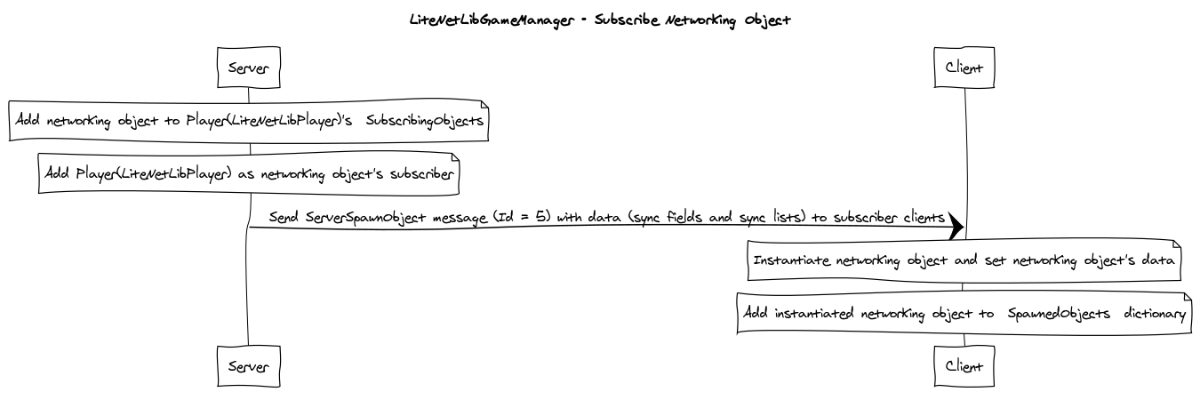 LiteNetLibGameManager - Subscribe Networking Object
Server
Client
Add networking object to Player(LiteNetLibPlayer)'s SubscribingObjects
Add Player(LiteNetLibPlayer) as networking object's subscriber
Send ServerSpawnObject message (Id = 5) with data (sync fields and sync lists) to subscriber clients
Instantiate networking object and set networking object's data
Add instantiated networking object to SpawnedObjects dictionary
Server
Client